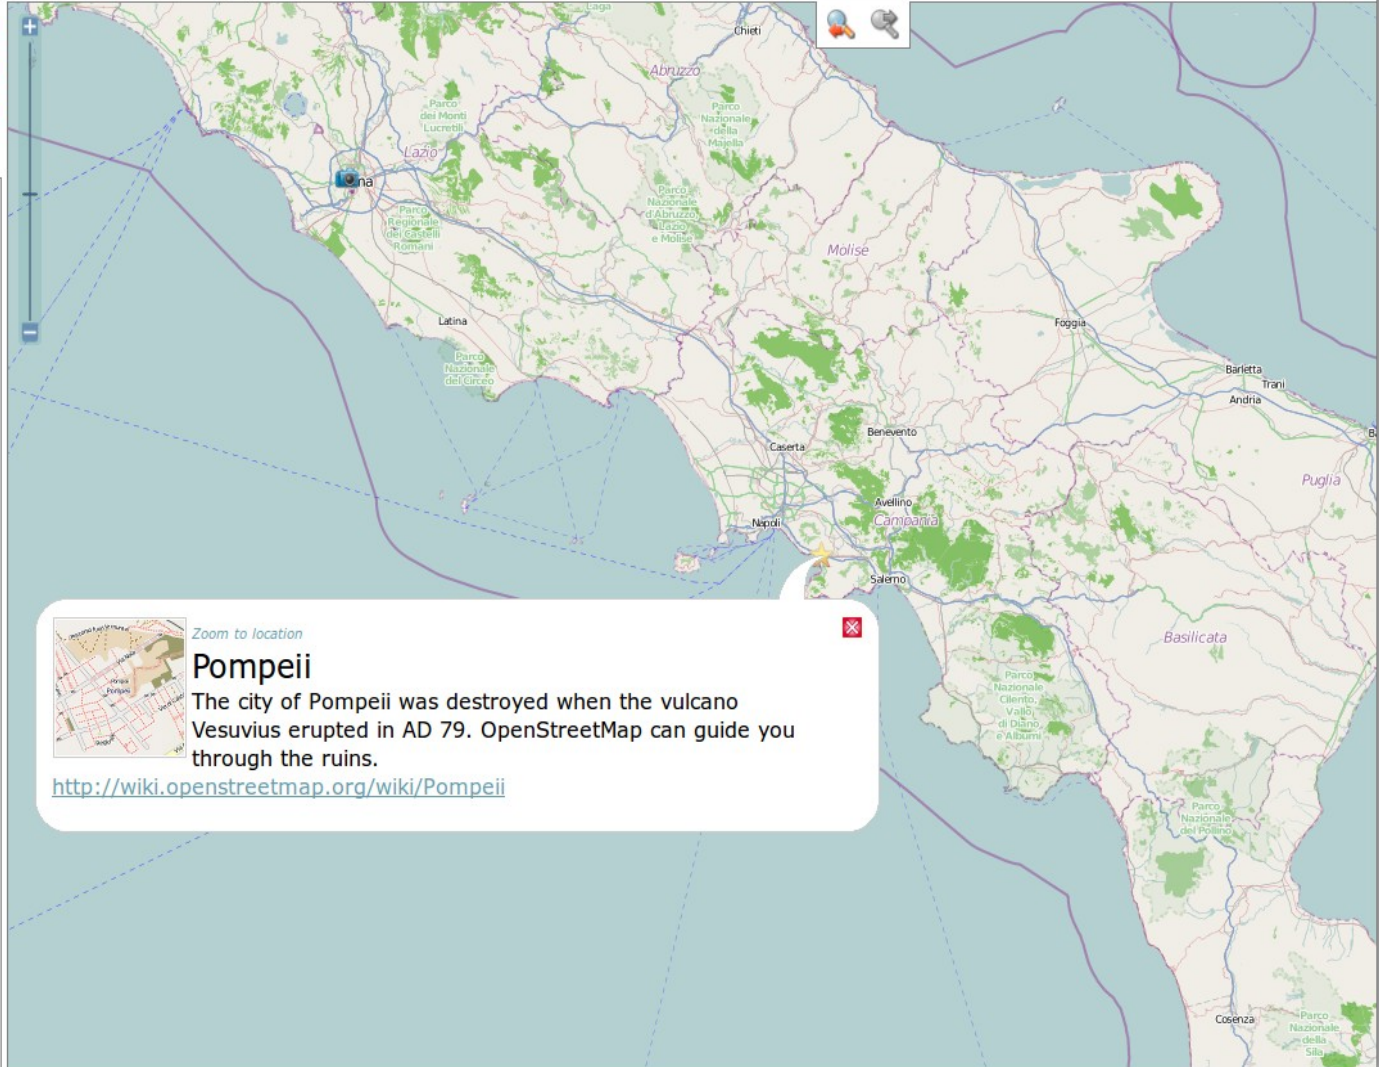 Laga
Chieti
Abruzzo
Parco
dei Monti
Lucretili
Parco
Nazionale
della
Majella
Lazio
na
Parco
Nazionale
d'Abruzzo,
Lazio
e Molise
Parco
Regionale
dei Castelli
Romani
Molise
Latina
Foggia
Parco
Nazionale
del Circeo
Barletta
Trani
Andria
Ba
Benevento
Caserta
Puglia
Avellino
Campania
Napoli
Salerno
Zoom to location
Pompeii
The city of Pompeii was destroyed when the vulcano
Vesuvius erupted in AD 79. OpenStreetMap can guide you
through the ruins.
http://wiki.openstreetmap.org/wiki/Pompeii
Pompei
Basilicata
Parco
Nazionale
Cilento,
Vallo
di Diano
e Alburni
Parco
Nazionale
del Pollino
Cosenza
Parco
Nazionale
della
Sila